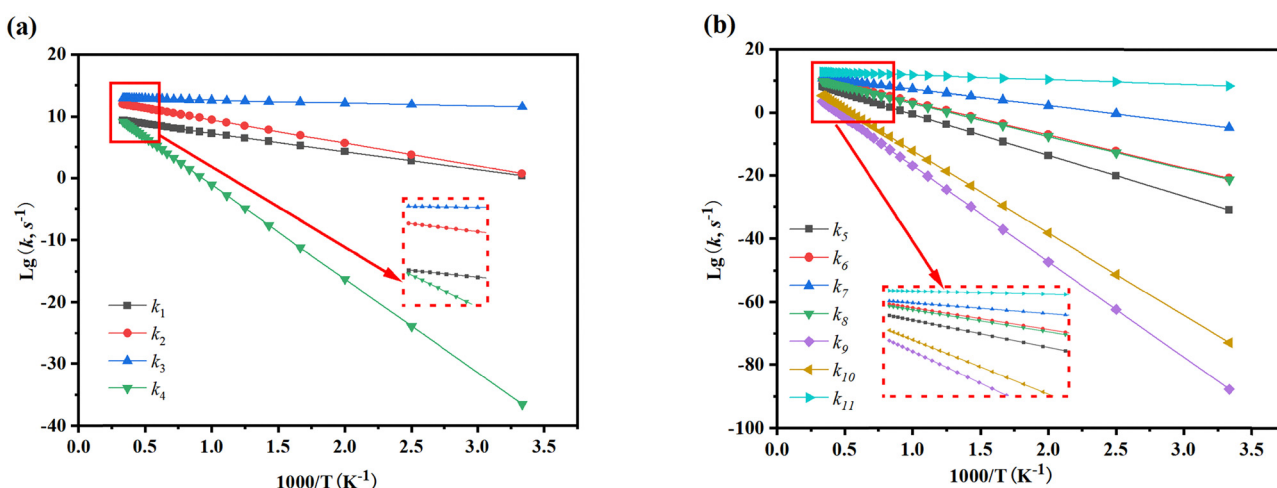 (a)
20
10
0
-10
-20
-30
-40
0.0
0.5
1.0
1.5
2.0
2.5
3.0
3.5
Lg (k, s⁻¹)
1000/T (K⁻¹)
k₁
k₂
k₃
k₄
(b)
20
0
-20
-40
-60
-80
-100
0.0
0.5
1.0
1.5
2.0
2.5
3.0
3.5
Lg (k, s⁻¹)
1000/T (K⁻¹)
k₅
k₆
k₇
k₈
k₉
k₁₀
k₁₁